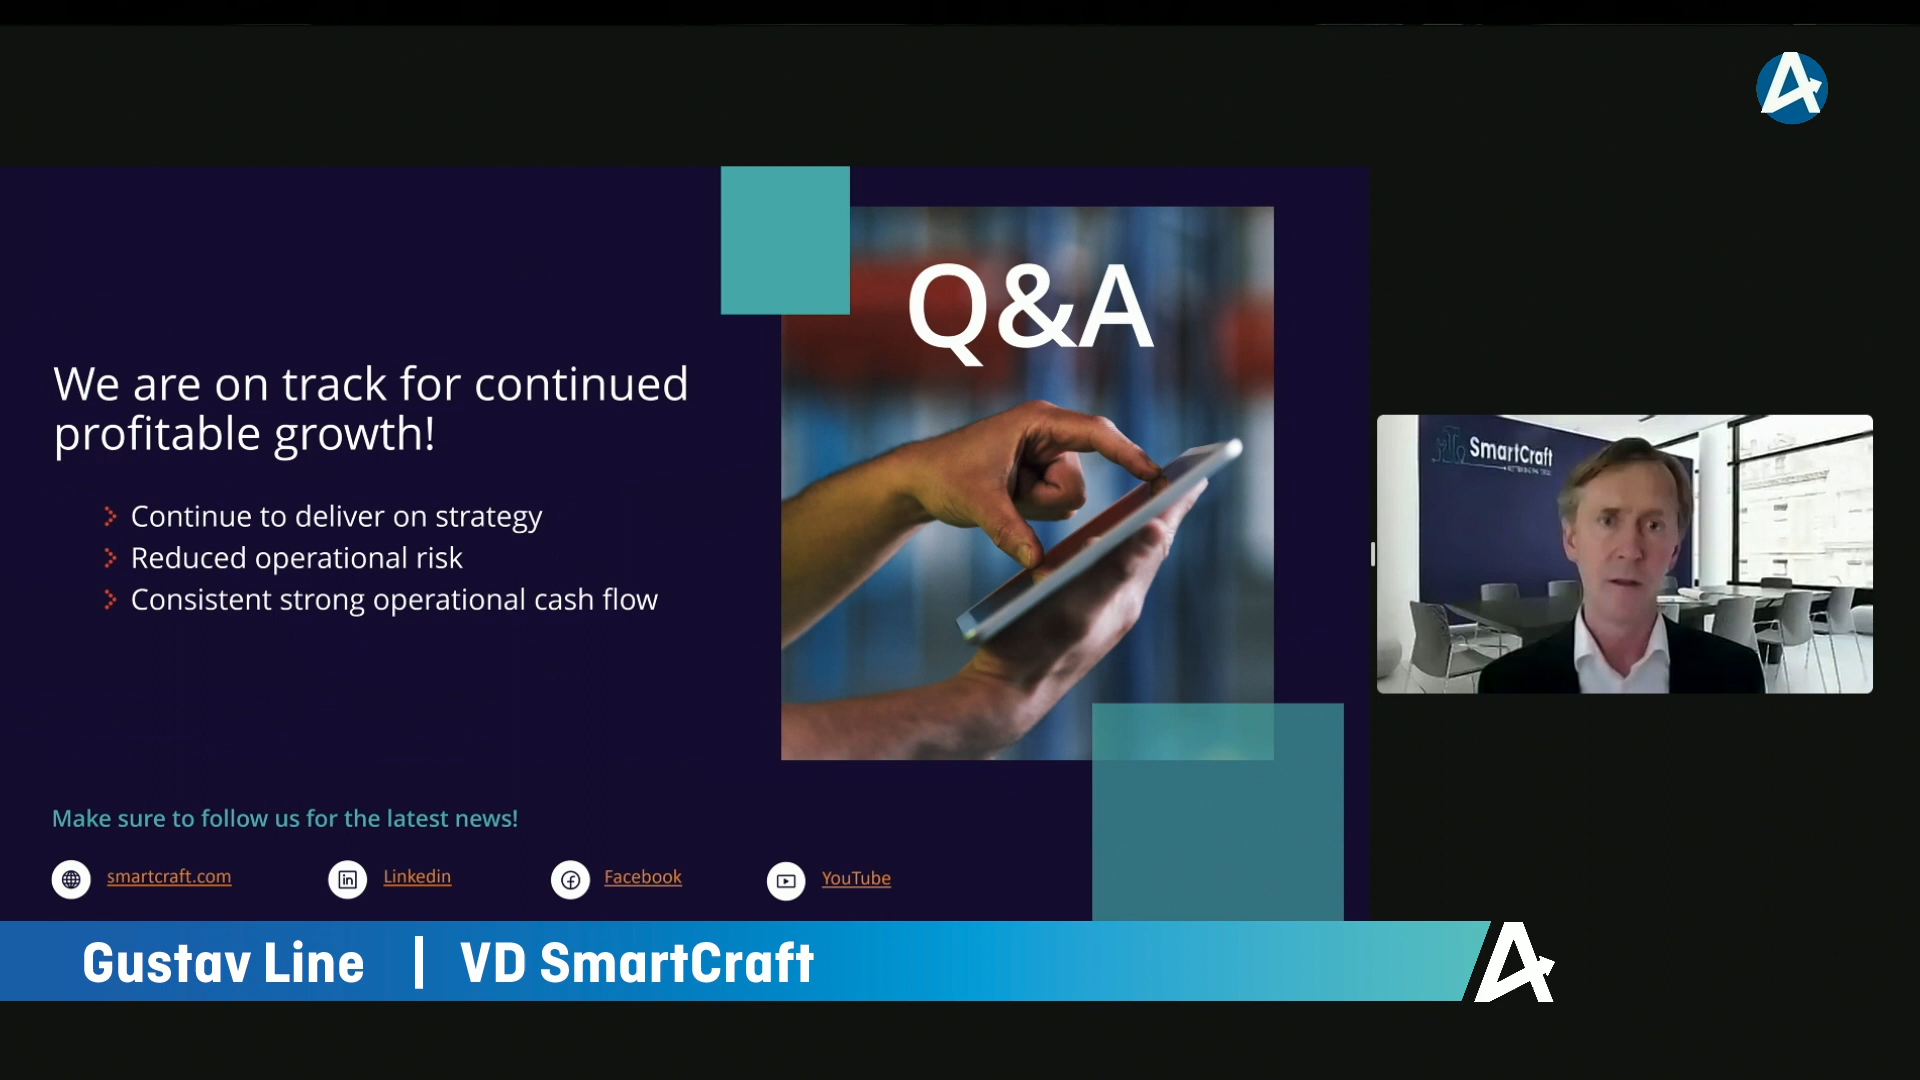 Q&A
We are on track for continued
profitable growth!
Continue to deliver on strategy
Reduced operational risk
Consistent strong operational cash flow
SmartCraft
Make sure to follow us for the latest news!
smartcraft.com
Linkedin
Facebook
YouTube
Gustav Line | VD SmartCraft